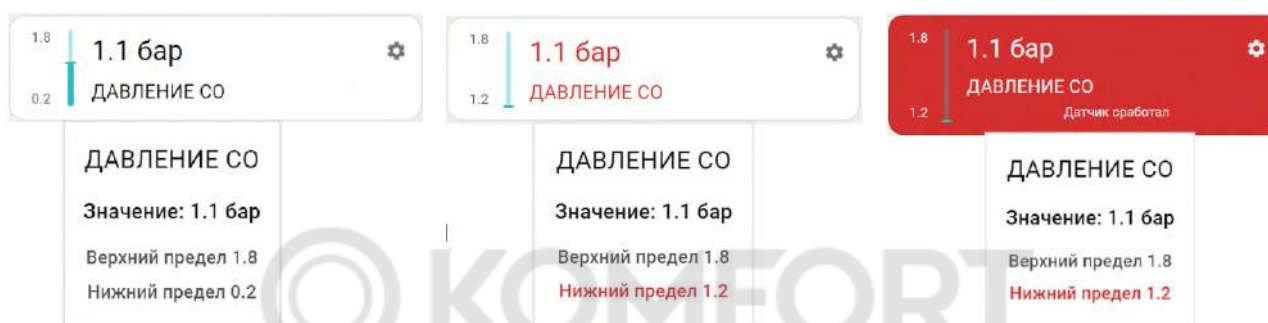 1.8
1.1 бар
0.2
ДАВЛЕНИЕ СО
ДАВЛЕНИЕ СО
Значение: 1.1 бар
Верхний предел 1.8
Нижний предел 0.2
1.8
1.1 бар
1.2
ДАВЛЕНИЕ СО
ДАВЛЕНИЕ СО
Значение: 1.1 бар
Верхний предел 1.8
Нижний предел 1.2
1.8
1.1 бар
ДАВЛЕНИЕ СО
1.2
Датчик сработал
ДАВЛЕНИЕ СО
Значение: 1.1 бар
Верхний предел 1.8
Нижний предел 1.2
KOMFORT